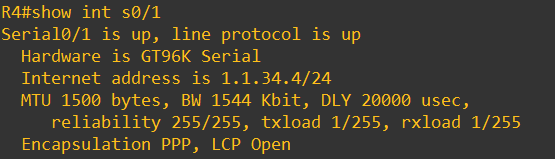 R4#show int s0/1
Serial0/1 is up, line protocol is up
  Hardware is GT96K Serial
  Internet address is 1.1.34.4/24
  MTU 1500 bytes, BW 1544 Kbit, DLY 20000 usec,
     reliability 255/255, txload 1/255, rxload 1/255
  Encapsulation PPP, LCP Open